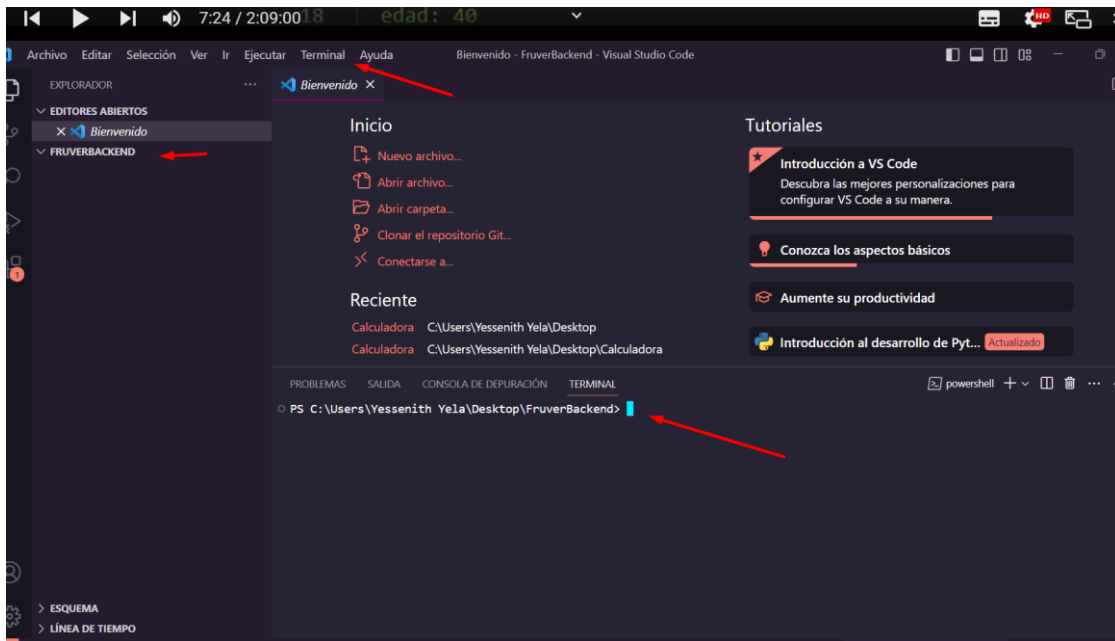 7:24 / 2:09:00 18 edad: 40
HD
Archivo Editar Selección Ver Ir Ejecutar Terminal Ayuda Bienvenido - FruverBackend - Visual Studio Code
EXPLORADOR ...
Bienvenido
EDITORES ABIERTOS
Bienvenido
FRUVERBACKEND
Inicio
Nuevo archivo...
Abrir archivo...
Abrir carpeta...
Clonar el repositorio Git...
Conectarse a...
Reciente
Calculadora C:\Users\Yessenith Yela\Desktop
Calculadora C:\Users\Yessenith Yela\Desktop\Calculadora
Tutoriales
Introducción a VS Code
Descubra las mejores personalizaciones para
configurar VS Code a su manera.
Conozca los aspectos básicos
Aumente su productividad
Introducción al desarrollo de Pyt... Actualizado
1
PROBLEMAS SALIDA CONSOLA DE DEPURACIÓN TERMINAL powershell ...
PS C:\Users\Yessenith Yela\Desktop\FruverBackend>
ESQUEMA
LÍNEA DE TIEMPO